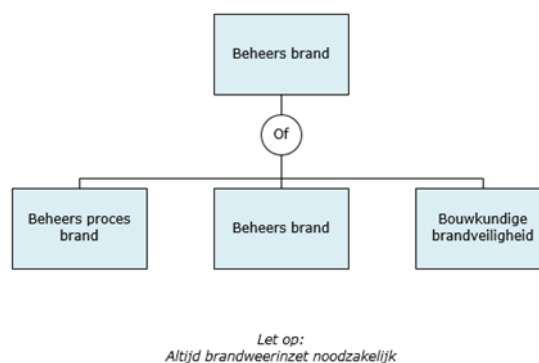 Beheers brand
Of
Beheers proces
brand
Beheers brand
Bouwkundige
brandveiligheid
Let op:
Altijd brandweerinzet noodzakelijk